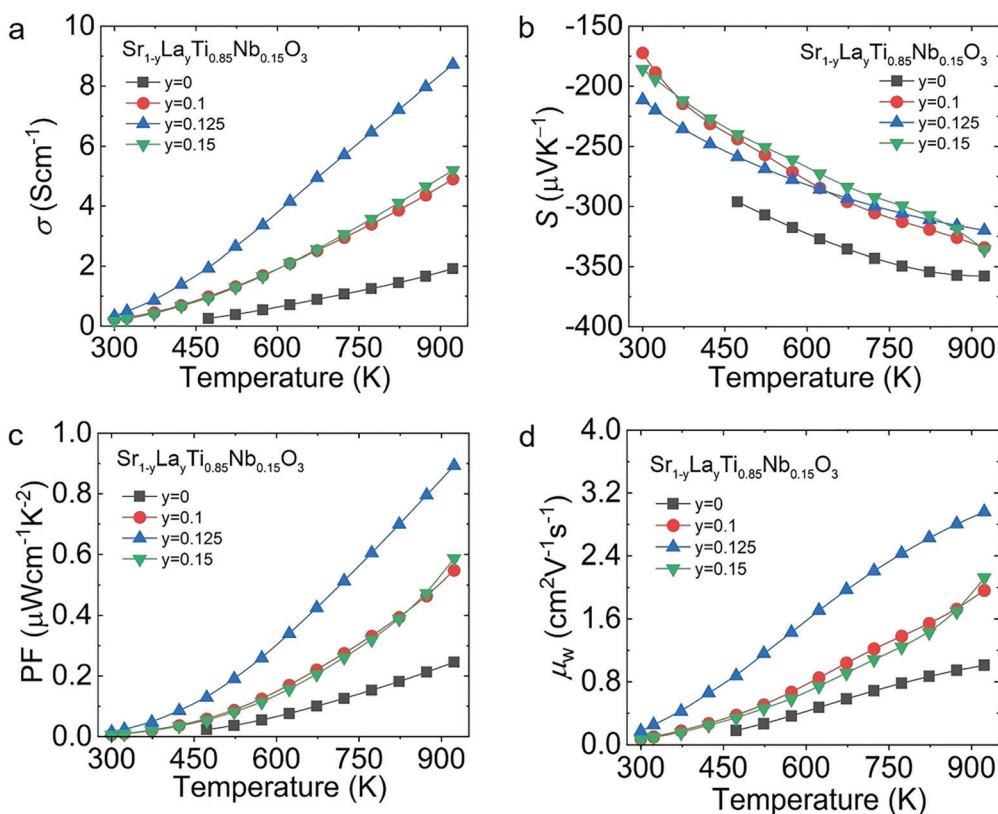 a
Sr1-yLayTi0.85Nb0.15O3
y=0
y=0.1
y=0.125
y=0.15
σ (Scm⁻¹)
10
8
6
4
2
0
300 450 600 750 900
Temperature (K)
b
Sr1-yLayTi0.85Nb0.15O3
y=0
y=0.1
y=0.125
y=0.15
S (μVK⁻¹)
-150
-200
-250
-300
-350
-400
300 450 600 750 900
Temperature (K)
c
Sr1-yLayTi0.85Nb0.15O3
y=0
y=0.1
y=0.125
y=0.15
PF (μWcm⁻¹K⁻²)
1.0
0.8
0.6
0.4
0.2
0.0
300 450 600 750 900
Temperature (K)
d
Sr1-yLayTi0.85Nb0.15O3
y=0
y=0.1
y=0.125
y=0.15
μW (cm²V⁻¹s⁻¹)
4.0
3.2
2.4
1.6
0.8
0.0
300 450 600 750 900
Temperature (K)